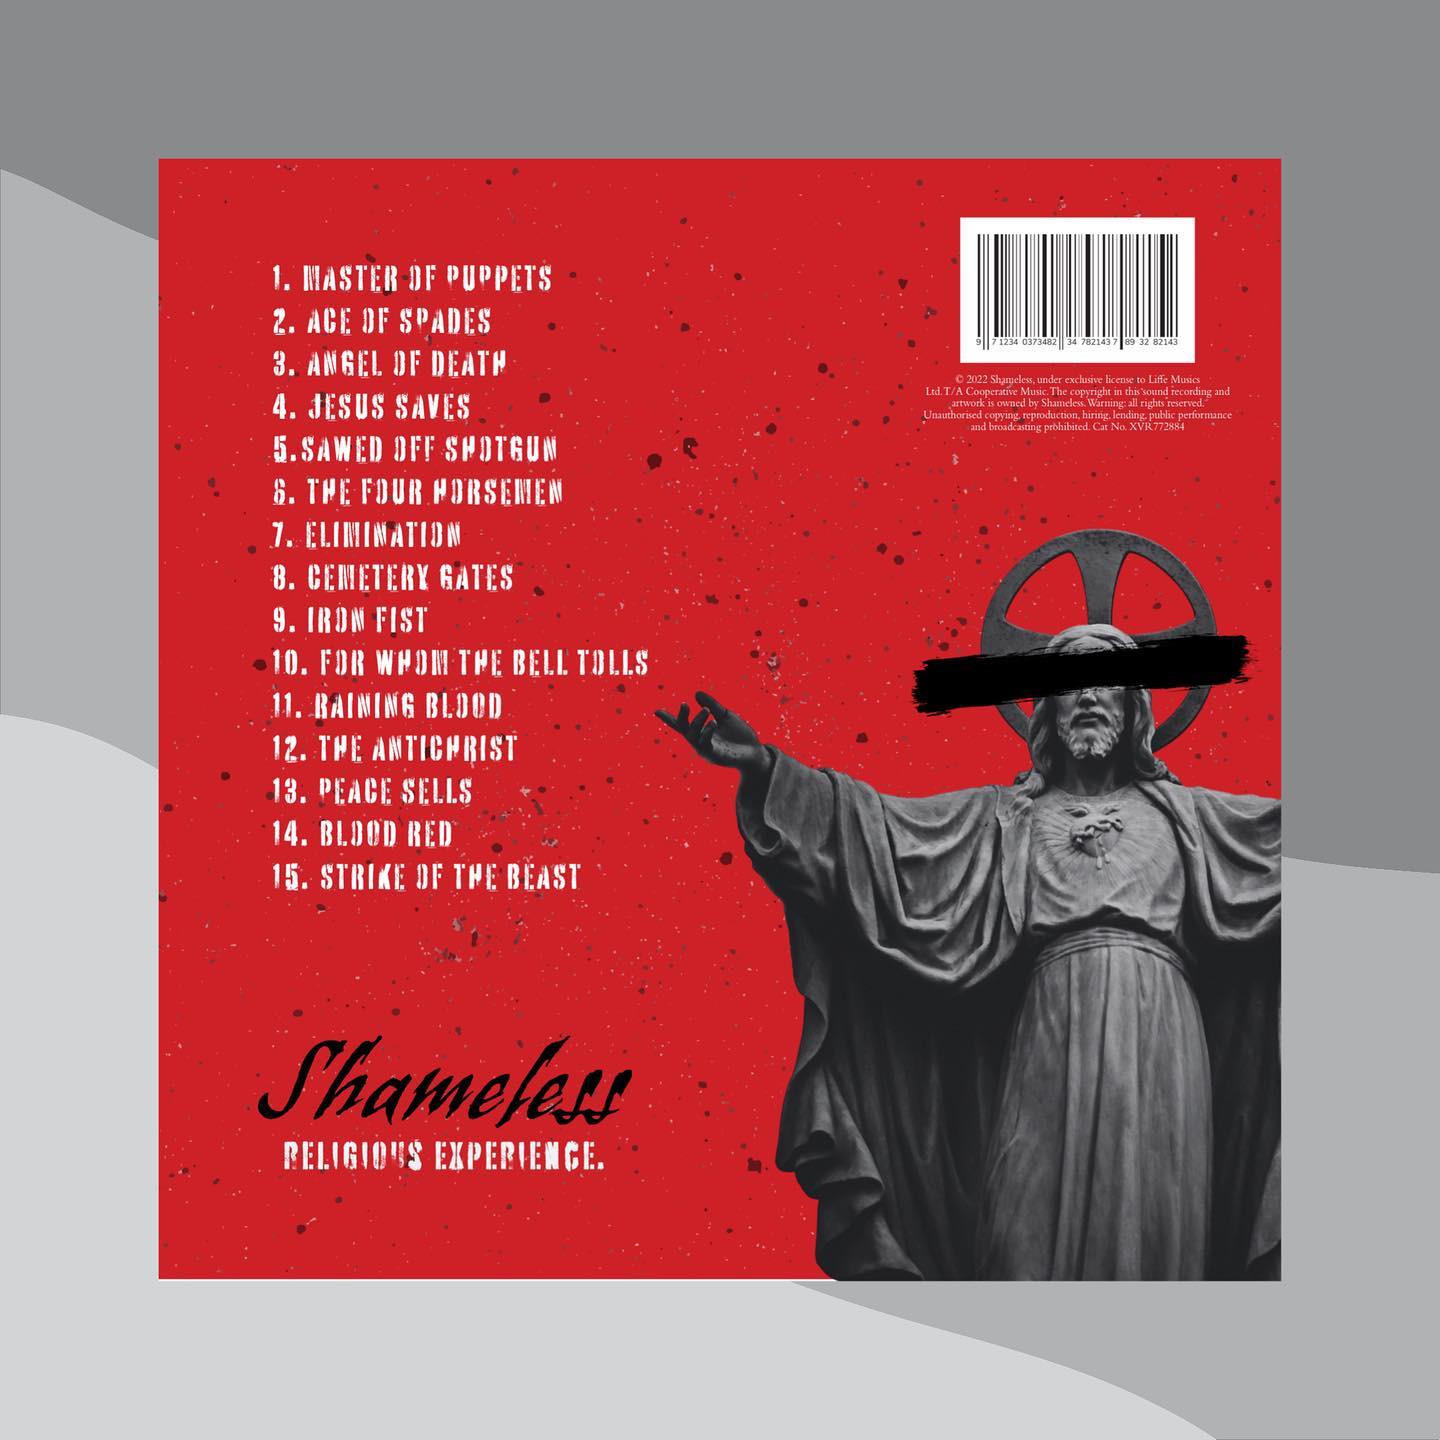 1. MASTER OF PUPPETS
2. ACE OF SPADES
3. ANGEL OF DEATH
4. JESUS SAVES
5.SAWED OFF SHOTGUN
6. THE FOUR HORSEMEN
7. ELIMINATION
8. CEMETERY GATES
9. IRON FIST
10. FOR WHOM THE BELL TOLLS
11. RAINING BLOOD
12. THE ANTICHRIST
13. PEACE SELLS
14. BLOOD RED
15. STRIKE OF THE BEAST
9 7 1234 0373482 34 782143 7 89 32 82143
© 2022 Shameless, under exclusive license to Liffe Musics
Ltd. T/A Cooperative Music. The copyright in this sound recording and
artwork is owned by Shameless. Warning: all rights reserved.
Unauthorised copying, reproduction, hiring, lending, public performance
and broadcasting prohibited. Cat No. XVR772884
Shameless
RELIGIOUS EXPERIENCE.